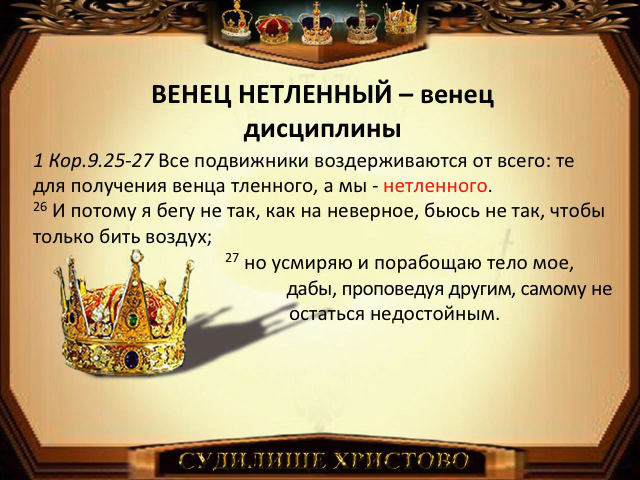 ВЕНЕЦ НЕТЛЕННЫЙ – венец
дисциплины
1 Кор.9.25-27 Все подвижники воздерживаются от всего: те
для получения венца тленного, а мы - нетленного.
26 И потому я бегу не так, как на неверное, бьюсь не так, чтобы
только бить воздух;
27 но усмиряю и порабощаю тело мое,
дабы, проповедуя другим, самому не
остаться недостойным.
СУДИЛИЩЕ ХРИСТОВО